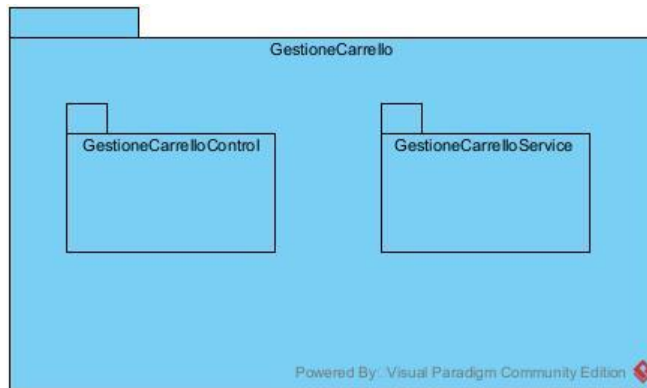 GestioneCarrello
GestioneCarrelloControl
GestioneCarrelloService
Powered By: Visual Paradigm Community Edition